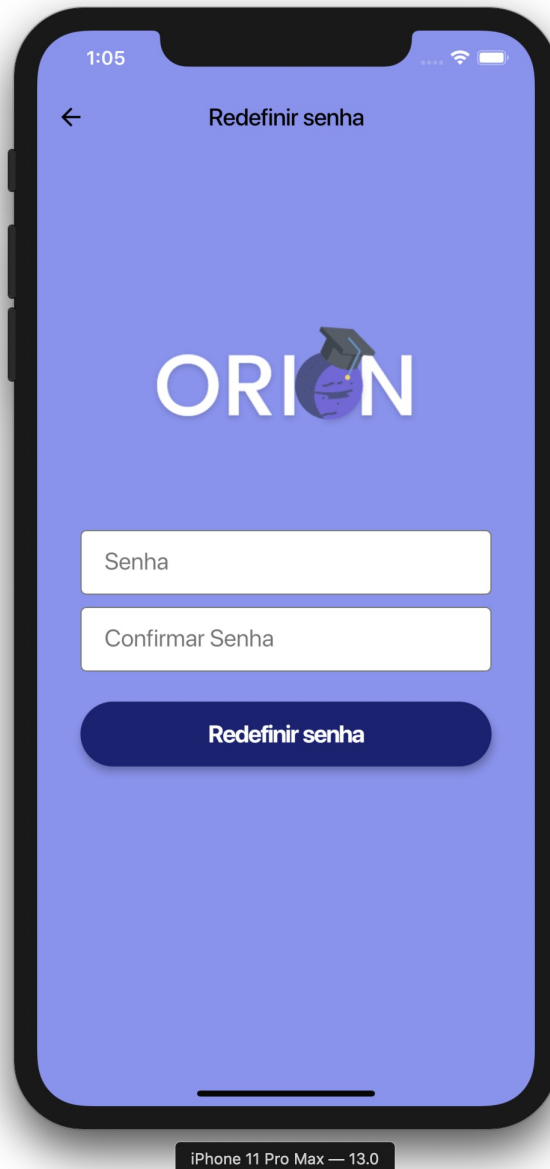 1:05
Redefinir senha
ORION
Senha
Confirmar Senha
Redefinir senha
iPhone 11 Pro Max — 13.0